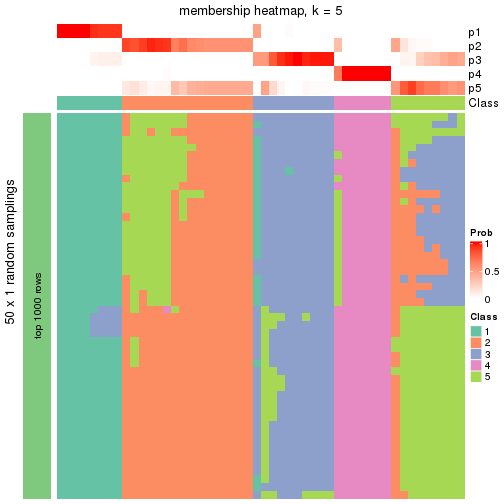 membership heatmap, k = 5
p1
p2
p3
p4
p5
Class
50 x 1 random samplings
top 1000 rows
Prob
1
0.5
0
Class
1
2
3
4
5